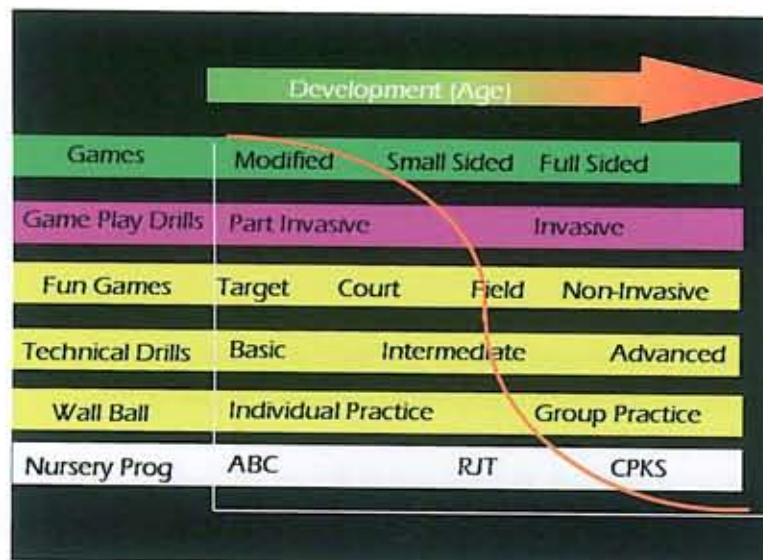 Development (Age)
Games Modified Small Sided Full Sided
Game Play Drills Part Invasive Invasive
Fun Games Target Court Field Non-Invasive
Technical Drills Basic Intermediate Advanced
Wall Ball Individual Practice Group Practice
Nursery Prog ABC RJT CPKS